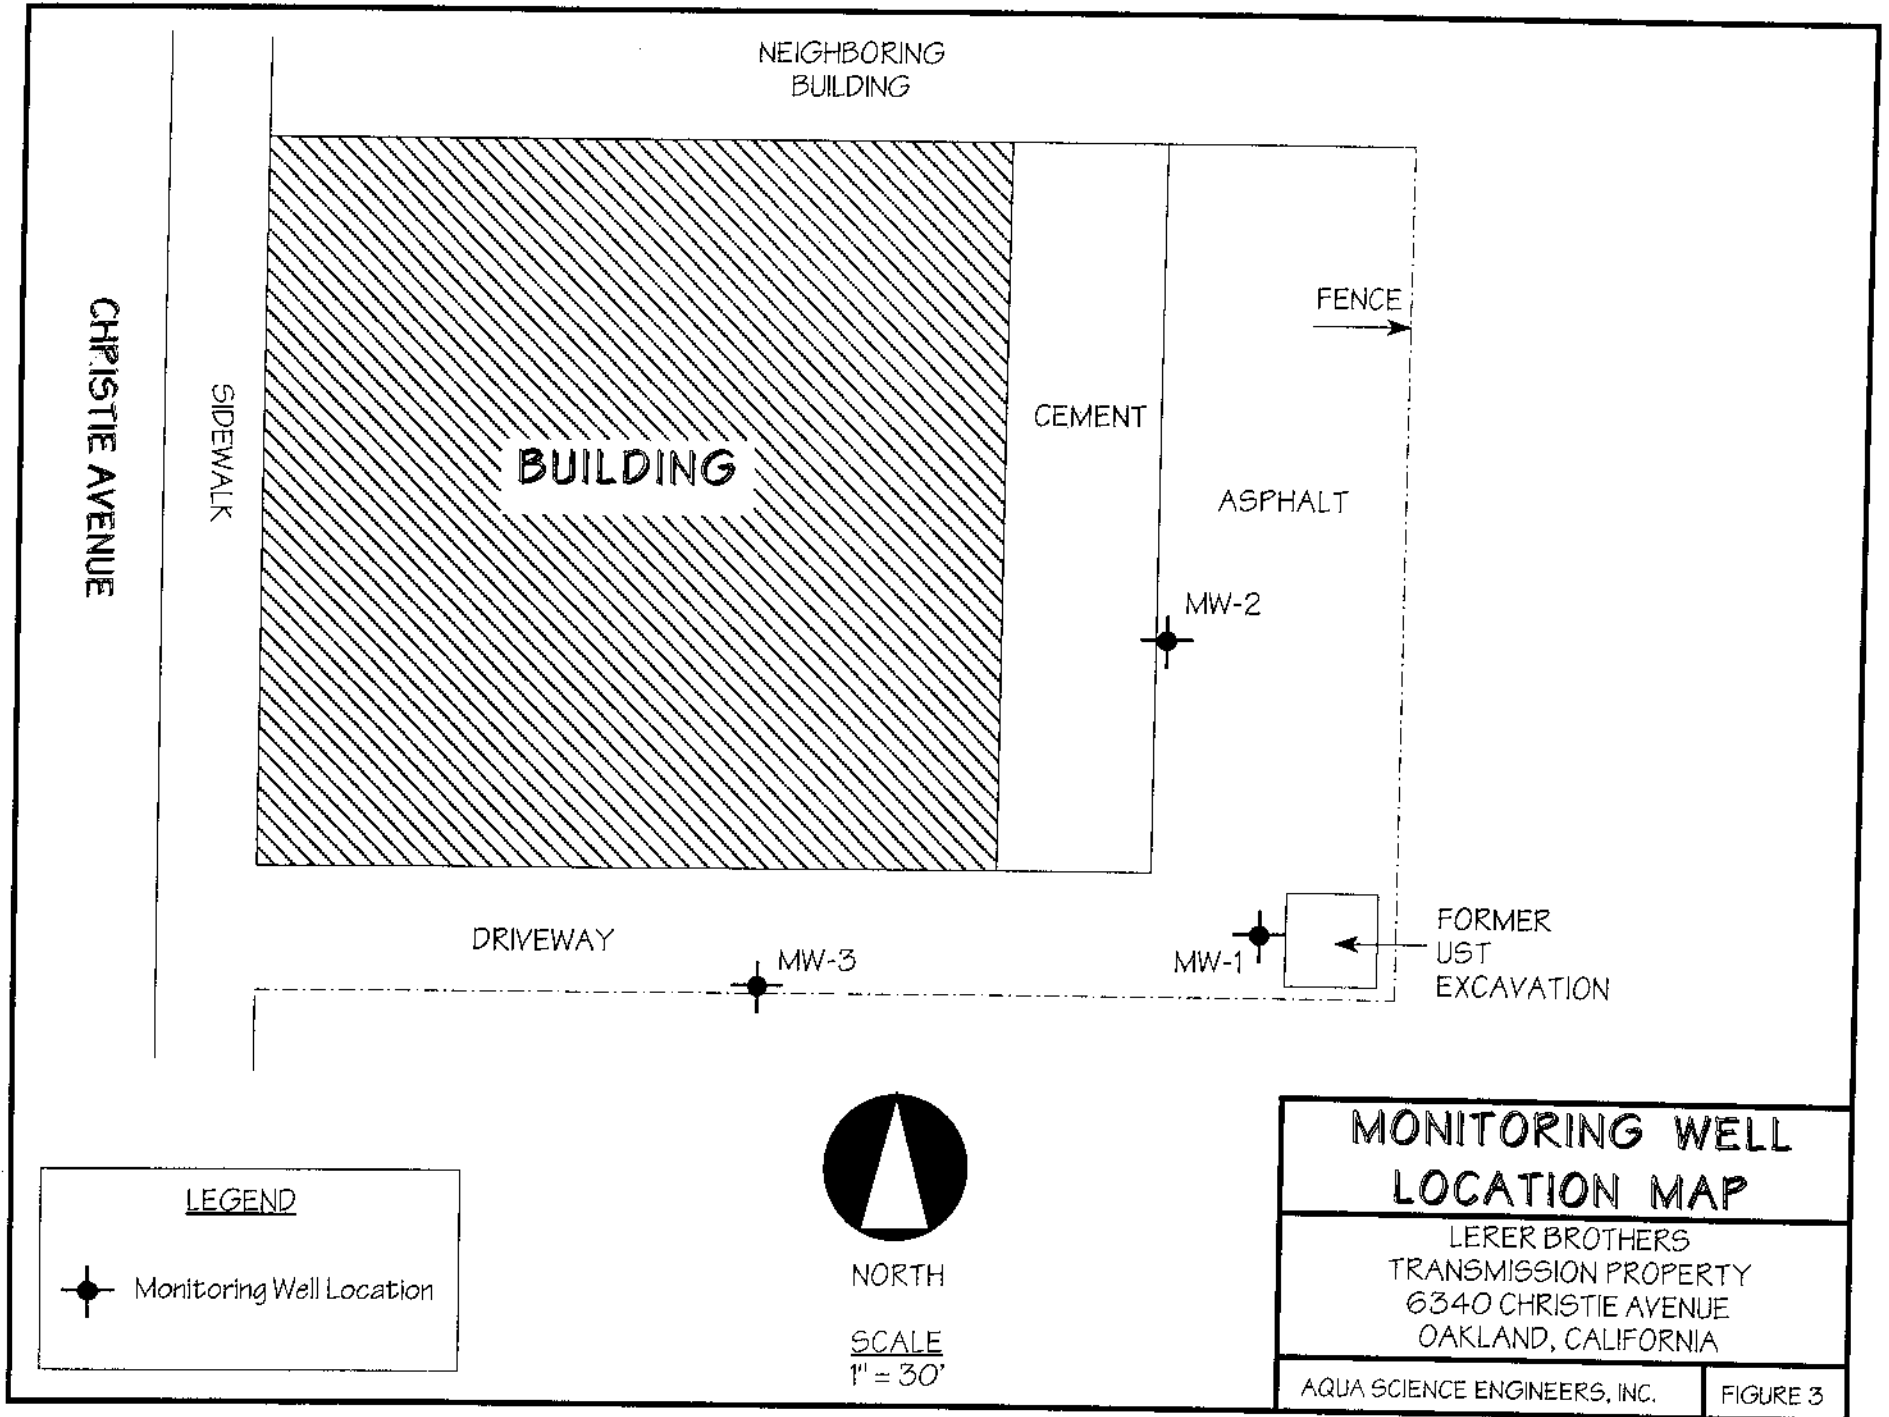 NEIGHBORING
BUILDING
CHRISTIE AVENUE
SIDEWALK
BUILDING
CEMENT
FENCE
ASPHALT
MW-2
DRIVEWAY
MW-3
MW-1
FORMER
UST
EXCAVATION
LEGEND
Monitoring Well Location
NORTH
SCALE
1" = 30'
MONITORING WELL
LOCATION MAP
LERER BROTHERS
TRANSMISSION PROPERTY
6340 CHRISTIE AVENUE
OAKLAND, CALIFORNIA
AQUA SCIENCE ENGINEERS, INC.
FIGURE 3